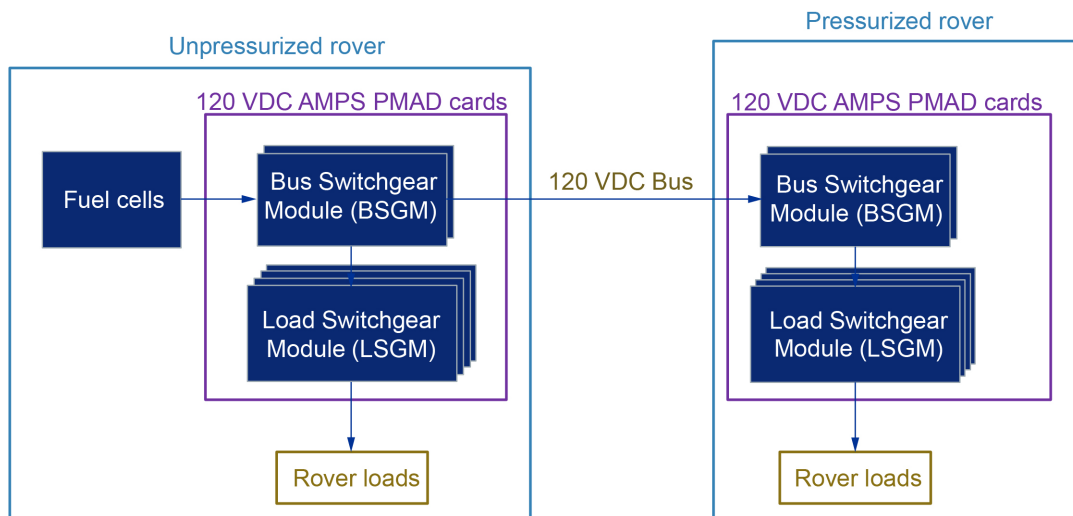 Unpressurized rover
120 VDC AMPS PMAD cards
Fuel cells
Bus Switchgear
Module (BSGM)
Load Switchgear
Module (LSGM)
Rover loads
120 VDC Bus
Pressurized rover
120 VDC AMPS PMAD cards
Bus Switchgear
Module (BSGM)
Load Switchgear
Module (LSGM)
Rover loads